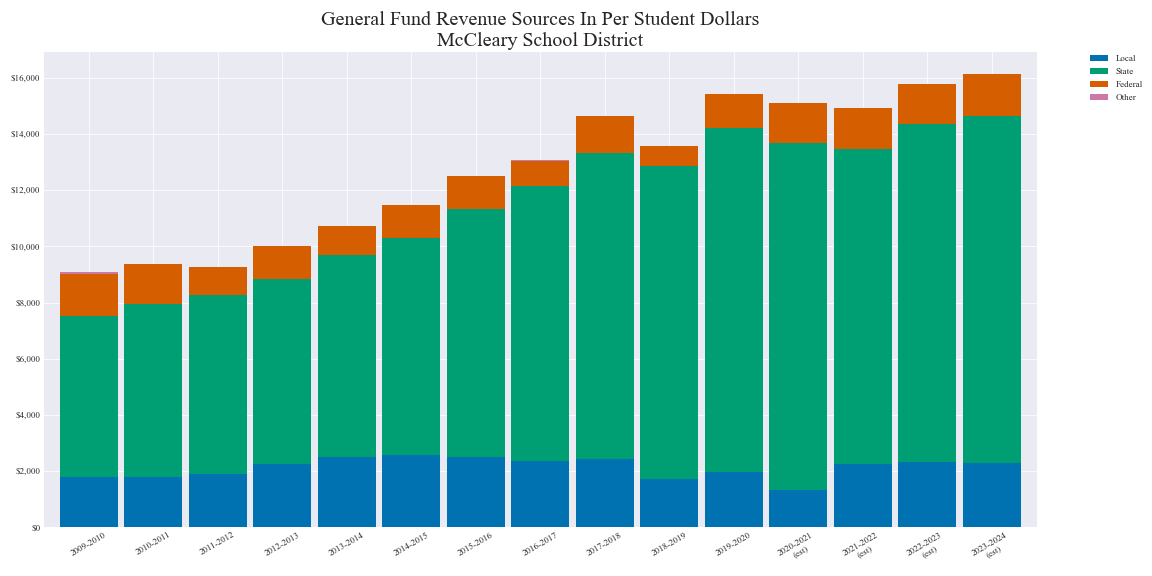 General Fund Revenue Sources In Per Student Dollars
McCleary School District
Local
State
Federal
Other
$16,000
$14,000
$12,000
$10,000
$8,000
$6,000
$4,000
$2,000
$0
2009-2010
2010-2011
2011-2012
2012-2013
2013-2014
2014-2015
2015-2016
2016-2017
2017-2018
2018-2019
2019-2020
2020-2021
(est)
2021-2022
(est)
2022-2023
(est)
2023-2024
(est)